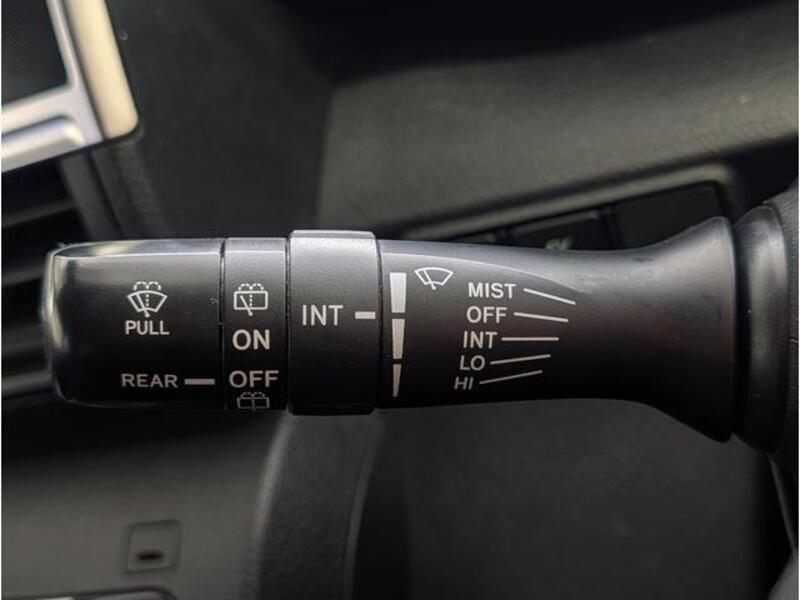 PULL
REAR
ON
OFF
INT
MIST
OFF
INT
LO
HI